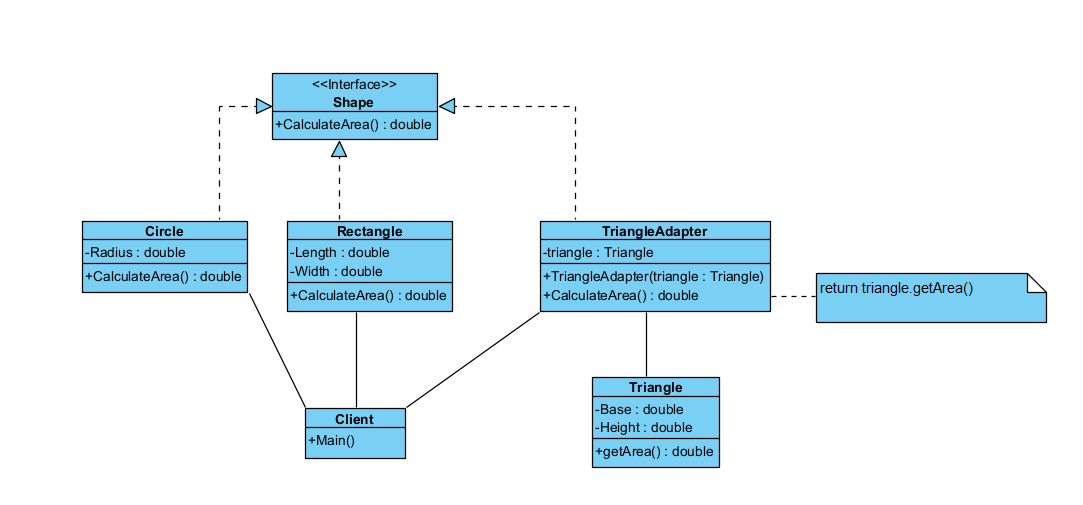 <<Interface>>
Shape
+CalculateArea() : double
Circle
-Radius : double
+CalculateArea() : double
Rectangle
-Length : double
-Width : double
+CalculateArea() : double
TriangleAdapter
-triangle : Triangle
+TriangleAdapter(triangle : Triangle)
+CalculateArea() : double
return triangle.getArea()
Client
+Main()
Triangle
-Base : double
-Height : double
+getArea() : double